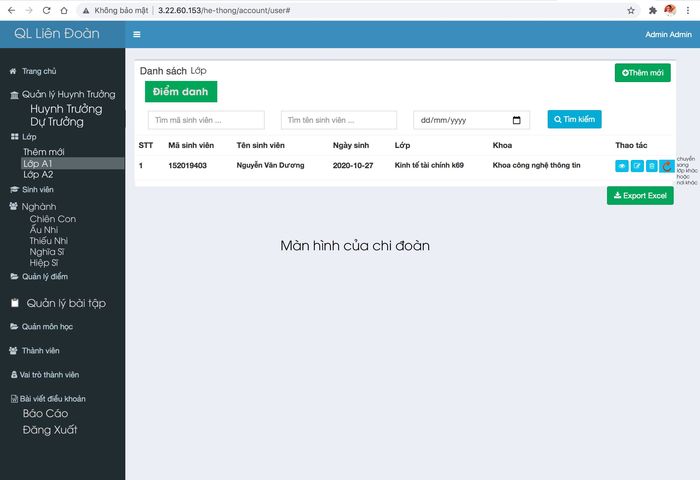 Không bảo mật | 3.22.60.153/he-thong/account/user#
QL Liên Đoàn
Admin Admin
Trang chủ
Quản lý Huynh Trưởng
Huynh Trưởng
Dự Trưởng
Lớp
Thêm mới
Lớp A1
Lớp A2
Sinh viên
Nghành
Chiên Con
Ấu Nhi
Thiếu Nhi
Nghĩa Sĩ
Hiệp Sĩ
Quản lý điểm
Quản lý bài tập
Quản môn học
Thành viên
Vai trò thành viên
Bài viết điều khoản
Báo Cáo
Đăng Xuất
Danh sách Lớp
Thêm mới
Điểm danh
Tìm mã sinh viên ...
Tìm tên sinh viên ...
dd/mm/yyyy
Tìm kiếm
STT Mã sinh viên Tên sinh viên Ngày sinh Lớp Khoa Thao tác
1 152019403 Nguyễn Văn Dương 2020-10-27 Kinh tế tài chính k69 Khoa công nghệ thông tin
chuyển
sang
lớp khác
hoặc
nơi khác
Export Excel
Màn hình của chi đoàn